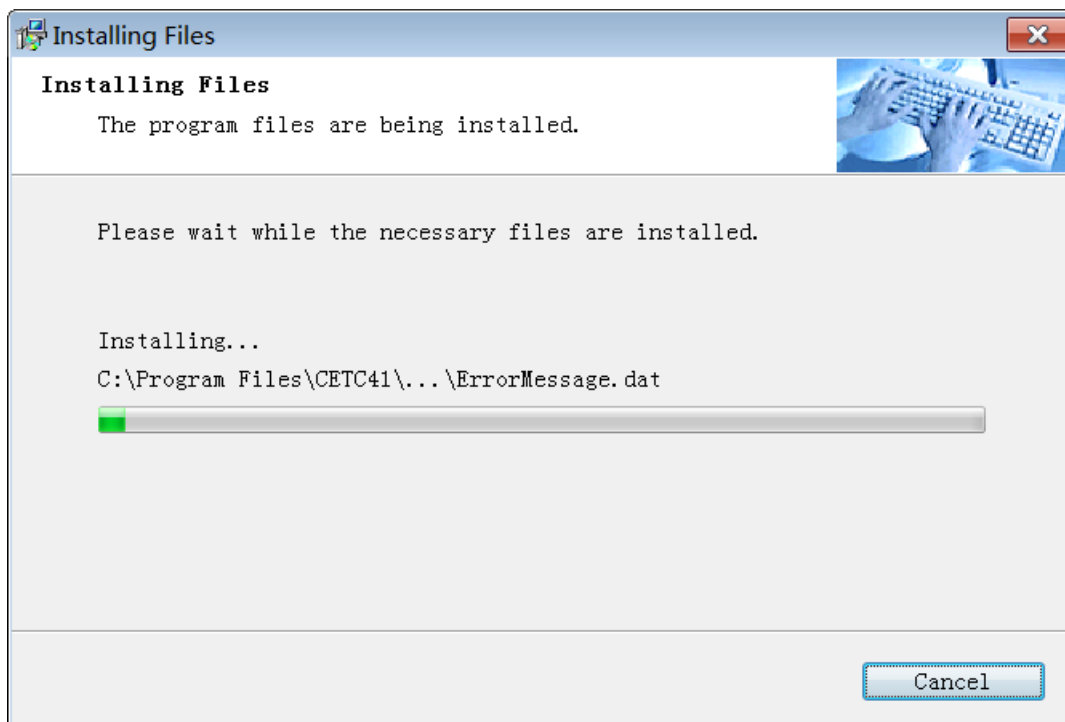 Installing Files
Installing Files
The program files are being installed.
Please wait while the necessary files are installed.
Installing...
C:\Program Files\CETC41\...\ErrorMessage.dat
Cancel